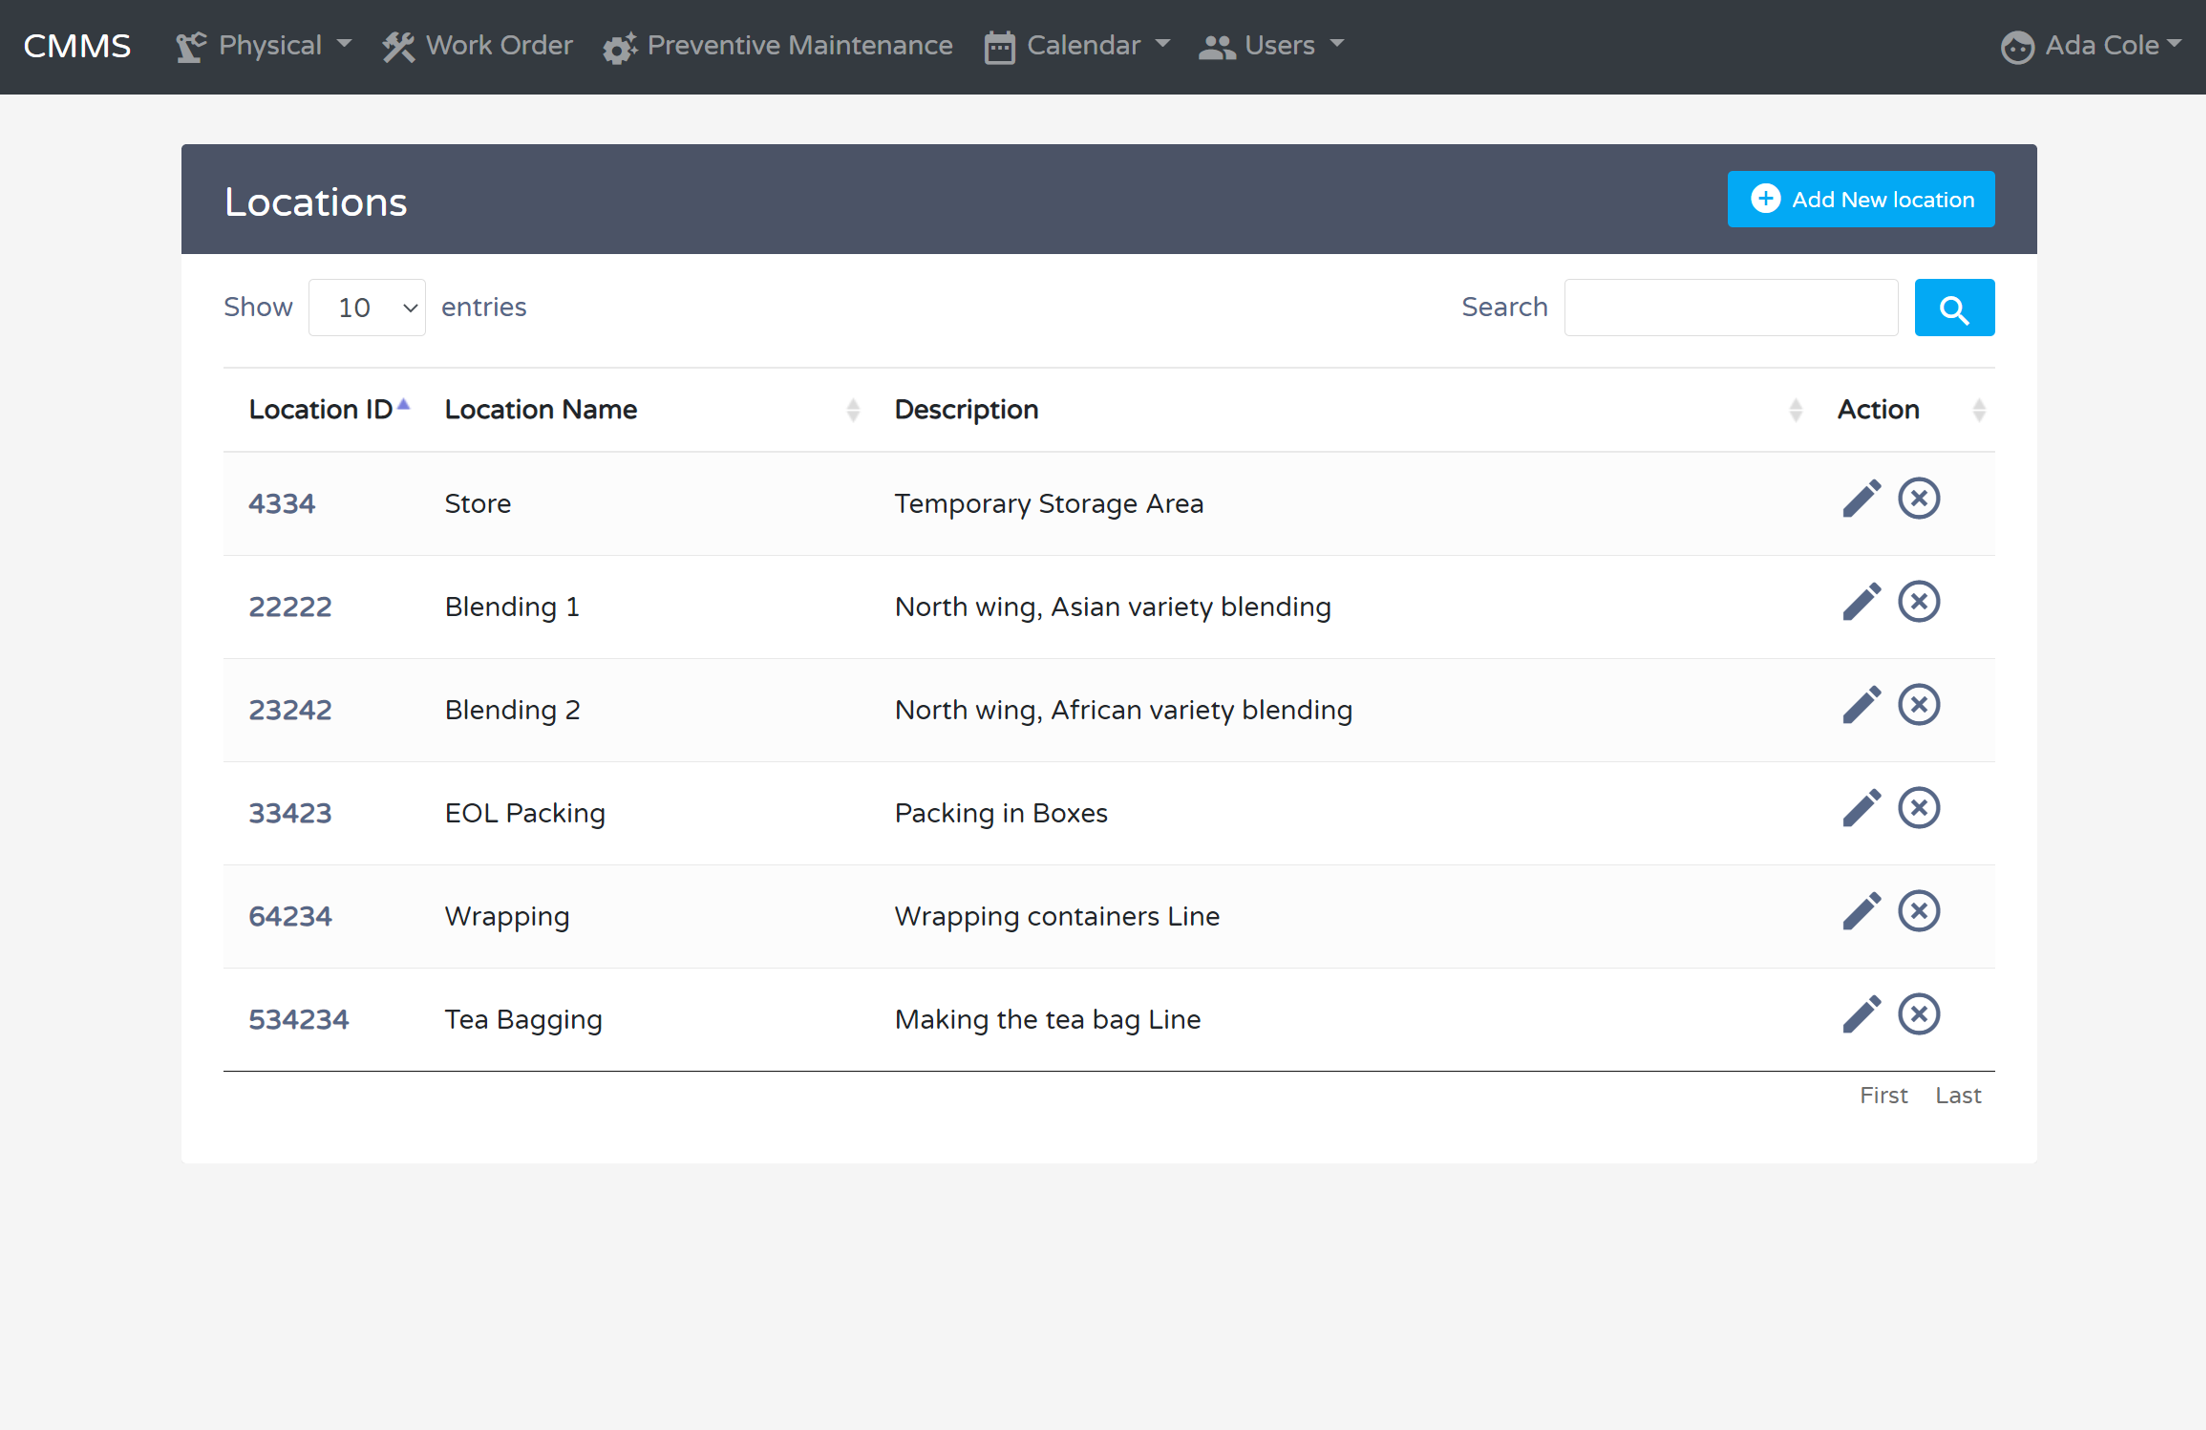 CMMS Physical Work Order Preventive Maintenance Calendar Users Ada Cole
Locations Add New location
Show 10 entries Search
Location ID Location Name Description Action
4334 Store Temporary Storage Area
22222 Blending 1 North wing, Asian variety blending
23242 Blending 2 North wing, African variety blending
33423 EOL Packing Packing in Boxes
64234 Wrapping Wrapping containers Line
534234 Tea Bagging Making the tea bag Line
First Last